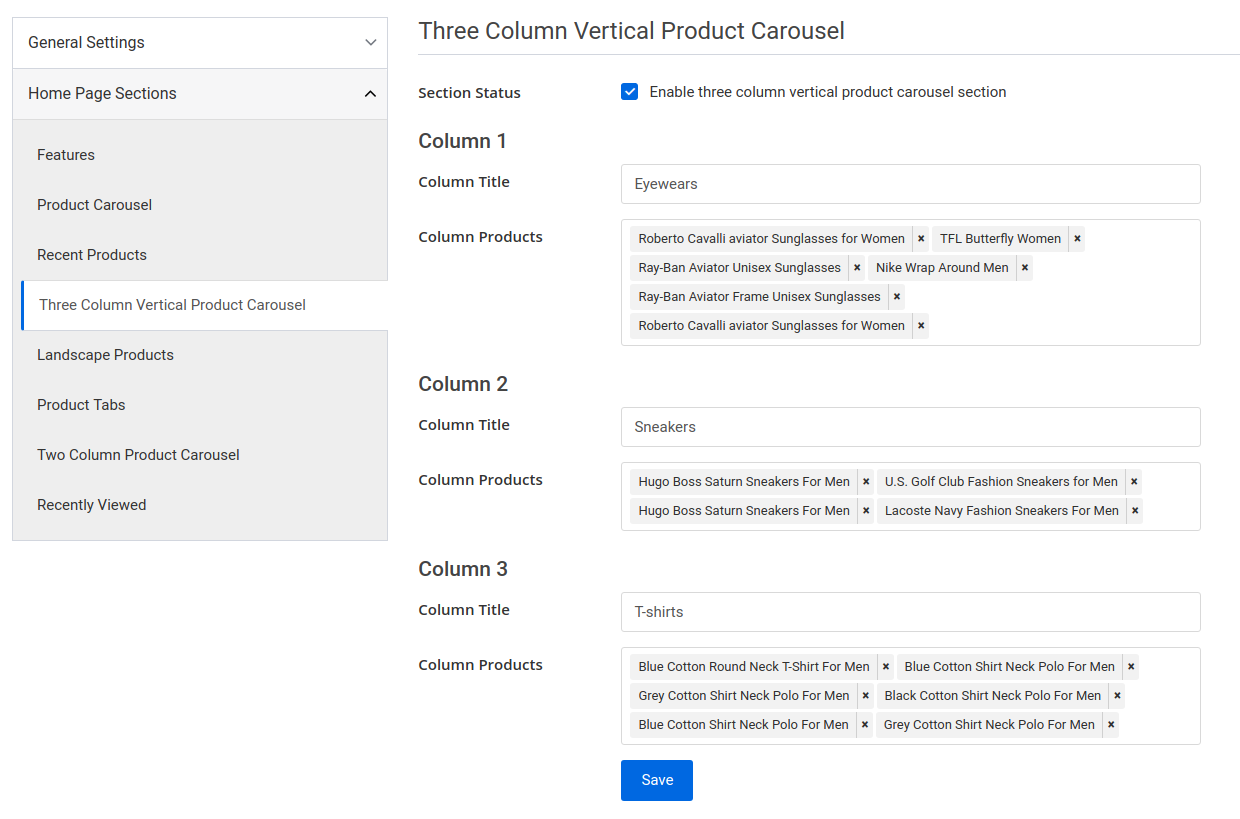 General Settings
Home Page Sections
Features
Product Carousel
Recent Products
Three Column Vertical Product Carousel
Landscape Products
Product Tabs
Two Column Product Carousel
Recently Viewed
Three Column Vertical Product Carousel
Section Status Enable three column vertical product carousel section
Column 1
Column Title Eyewears
Column Products Roberto Cavalli aviator Sunglasses for Women × TFL Butterfly Women ×
Ray-Ban Aviator Unisex Sunglasses × Nike Wrap Around Men ×
Ray-Ban Aviator Frame Unisex Sunglasses ×
Roberto Cavalli aviator Sunglasses for Women ×
Column 2
Column Title Sneakers
Column Products Hugo Boss Saturn Sneakers For Men × U.S. Golf Club Fashion Sneakers for Men ×
Hugo Boss Saturn Sneakers For Men × Lacoste Navy Fashion Sneakers For Men ×
Column 3
Column Title T-shirts
Column Products Blue Cotton Round Neck T-Shirt For Men × Blue Cotton Shirt Neck Polo For Men ×
Grey Cotton Shirt Neck Polo For Men × Black Cotton Shirt Neck Polo For Men ×
Blue Cotton Shirt Neck Polo For Men × Grey Cotton Shirt Neck Polo For Men ×
Save